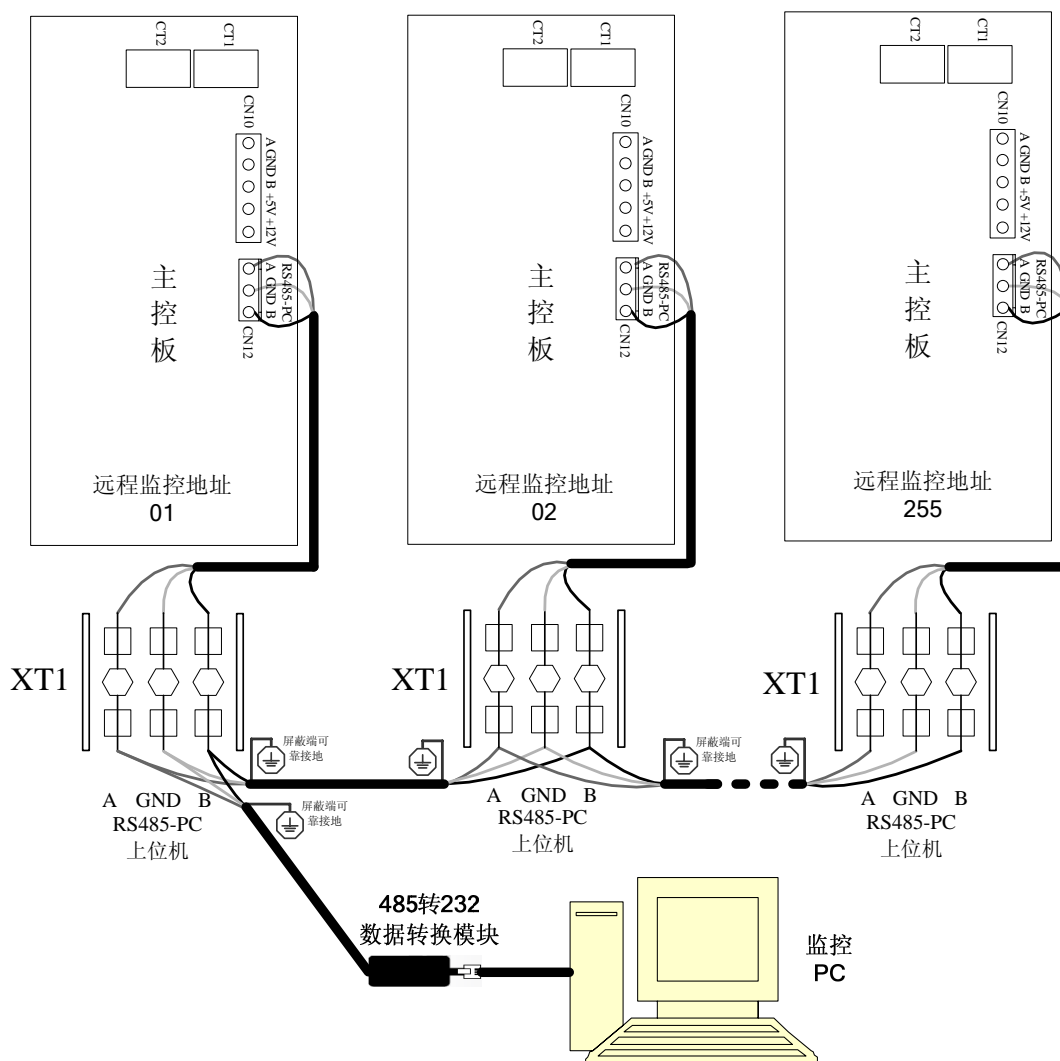 CT2
CT1
CN10
A GND B +5V +12V
主控板
RS485-PC
A GND B
CN12
远程监控地址
01
CT2
CT1
CN10
A GND B +5V +12V
主控板
RS485-PC
A GND B
CN12
远程监控地址
02
CT2
CT1
CN10
A GND B +5V +12V
主控板
RS485-PC
A GND B
CN12
远程监控地址
255
XT1
XT1
XT1
屏蔽端可
靠接地
屏蔽端可
靠接地
屏蔽端可
靠接地
A GND B
RS485-PC
上位机
A GND B
RS485-PC
上位机
A GND B
RS485-PC
上位机
485转232
数据转换模块
监控
PC